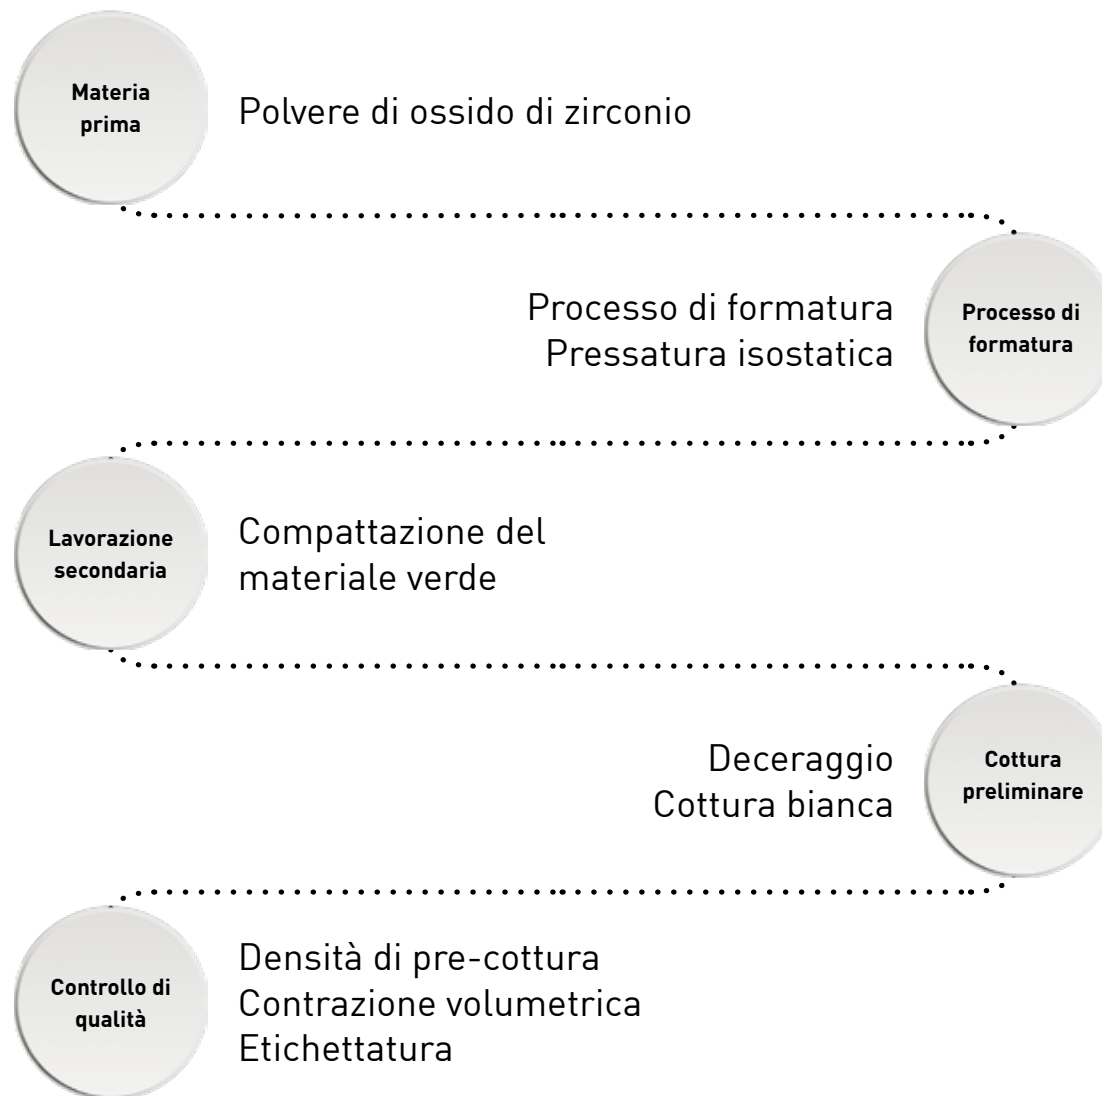 Materia
prima
Polvere di ossido di zirconio
Processo di formatura
Pressatura isostatica
Processo di
formatura
Lavorazione
secondaria
Compattazione del
materiale verde
Deceraggio
Cottura bianca
Cottura
preliminare
Controllo di
qualità
Densità di pre-cottura
Contrazione volumetrica
Etichettatura